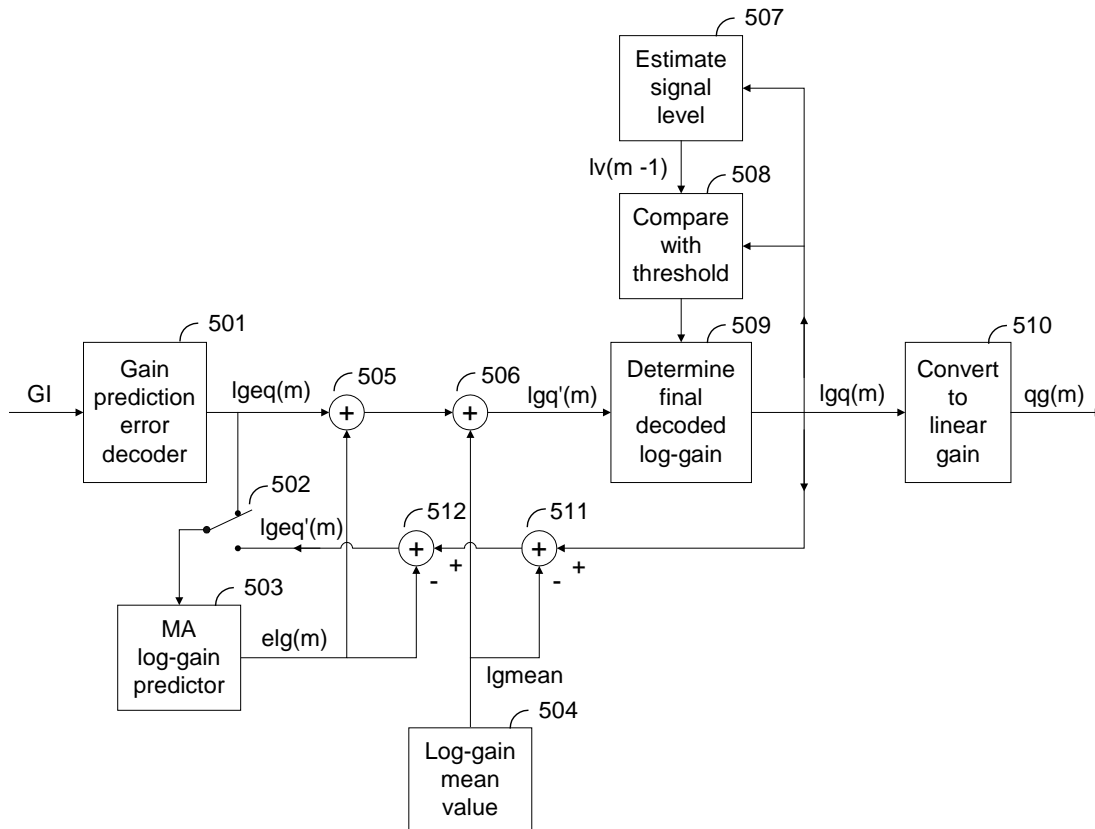 507
Estimate
signal
level
lv(m -1)
508
Compare
with
threshold
501
Gain
prediction
error
decoder
GI
lgeq(m)
505
+
506
+
lgq'(m)
509
Determine
final
decoded
log-gain
lgq(m)
510
Convert
to
linear
gain
qg(m)
502
lgeq'(m)
512
+
+
-
511
+
+
-
503
MA
log-gain
predictor
elg(m)
lgmean
504
Log-gain
mean
value